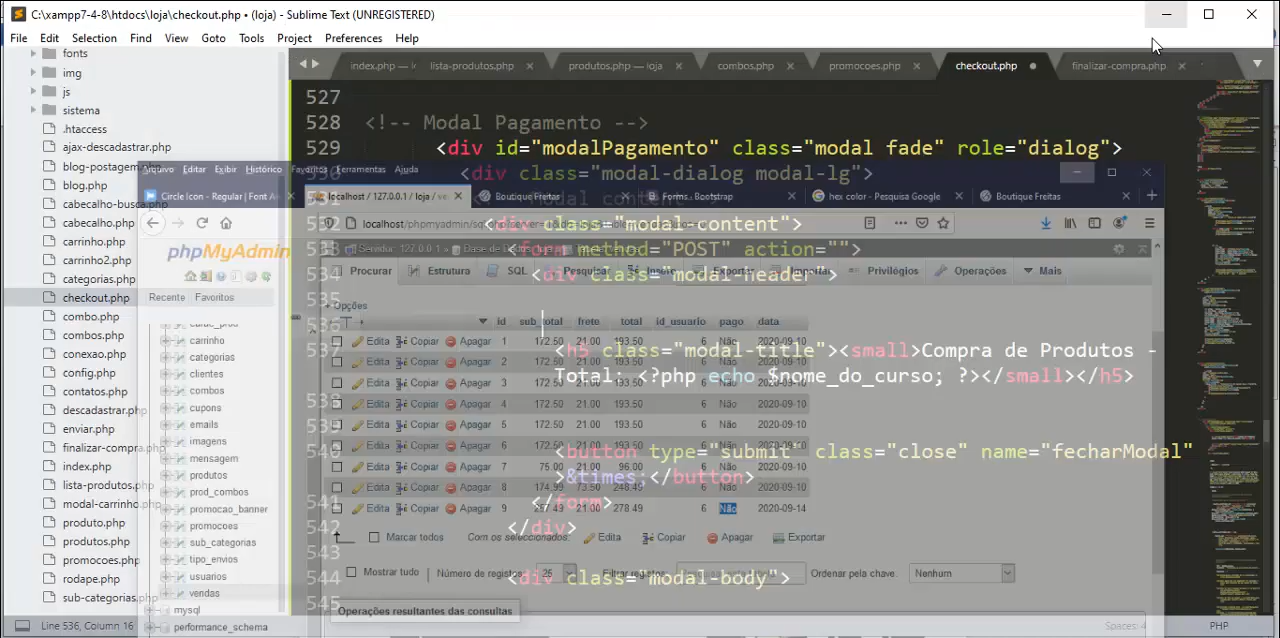 C:\xampp7-4-8\htdocs\loja\checkout.php • (loja) - Sublime Text (UNREGISTERED)
File Edit Selection Find View Goto Tools Project Preferences Help
index.php — lista-produtos.php × produtos.php — loja × combos.php × promocoes.php × checkout.php finalizar-compra.php ×
fonts
img
js
sistema
.htaccess
ajax-descadastrar.php
blog-postagem.php
blog.php
cabecalho-busca
cabecalho.php
carrinho.php
carrinho2.php
categorias.php
checkout.php
combo.php
combos.php
conexao.php
config.php
contatos.php
descadastrar.php
enviar.php
finalizar-compra.php
index.php
lista-produtos.php
modal-carrinho.php
produto.php
produtos.php
promocoes.php
rodape.php
sub-categorias.php
527
528 <!-- Modal Pagamento -->
529 <div id="modalPagamento" class="modal fade" role="dialog">
<div class="modal-dialog modal-lg">
Modal content
532 <div class="modal-content">
<form method="POST" action="">
534 <div class="modal-header">
535
536
537 <h5 class="modal-title"><small>Compra de Produtos -
Total: <?php echo $nome_do_curso; ?></small></h5>
538
539
540 <button type="submit" class="close" name="fecharModal"
>&times;</button>
541 </form>
542 </div>
543
544 <div class="modal-body">
545
Arquivo Editar Exibir Histórico Favoritos Ferramentas Ajuda
Circle Icon - Regular | Font A localhost / 127.0.0.1 / loja / ve × Boutique Freitas × Forms · Bootstrap × hex color - Pesquisa Google × Boutique Freitas ×
localhost/phpmyadmin/
phpMyAdmin
Recente Favoritos
carrinho
categorias
clientes
combos
cupons
emails
imagens
mensagem
produtos
prod_combos
promocao_banner
promocoes
sub_categorias
tipo_envios
usuarios
vendas
mysql
performance_schema
Procurar Estrutura SQL Pesquisar Insere Exportar Importar Privilégios Operações Mais
+ Opções
id sub_total frete total id_usuario pago data
Edita Copiar Apagar 1 172.50 21.00 193.50 6 Não 2020-09-10
Edita Copiar Apagar 2 172.50 21.00 193.50 6 Não 2020-09-10
Edita Copiar Apagar 3 172.50 21.00 193.50 6 Não 2020-09-10
Edita Copiar Apagar 4 172.50 21.00 193.50 6 Não 2020-09-10
Edita Copiar Apagar 5 172.50 21.00 193.50 6 Não 2020-09-10
Edita Copiar Apagar 6 172.50 21.00 193.50 6 Não 2020-09-10
Edita Copiar Apagar 7 75.00 21.00 96.00 6 Não 2020-09-10
Edita Copiar Apagar 8 174.99 73.50 248.49 6 Não 2020-09-10
Edita Copiar Apagar 9 257.49 21.00 278.49 6 Não 2020-09-14
Marcar todos Com os seleccionados: Edita Copiar Apagar Exportar
Mostrar tudo | Número de registos: 25 Filtrar registos: Ordenar pela chave: Nenhum
Operações resultantes das consultas
Line 536, Column 16 Spaces: 4 PHP